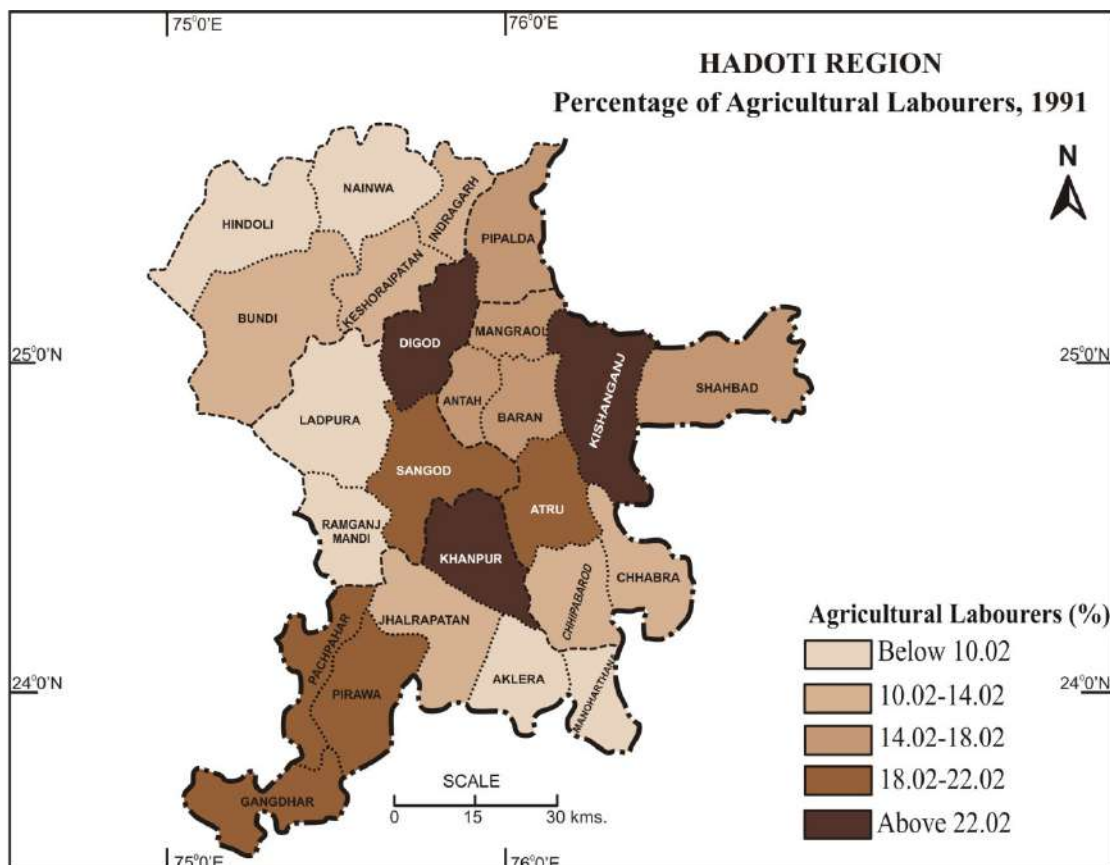 75°0'E
76°0'E
HADOTI REGION
Percentage of Agricultural Labourers, 1991
N
NAINWA
INDRAGARH
HINDOLI
PIPALDA
KESHORAIPATAN
BUNDI
MANGRAOL
DIGOD
25°0'N
25°0'N
KISHANGANJ
SHAHBAD
ANTAH
BARAN
LADPURA
SANGOD
ATRU
RAMGANJ
MANDI
KHANPUR
CHHABRA
CHHIPABAROD
JHALRAPATAN
PACHPAHAR
PIRAWA
AKLERA
MANOHARTHANA
24°0'N
24°0'N
GANGDHAR
Agricultural Labourers (%)
Below 10.02
10.02-14.02
14.02-18.02
18.02-22.02
Above 22.02
SCALE
0 15 30 kms.
75°0'E
76°0'E